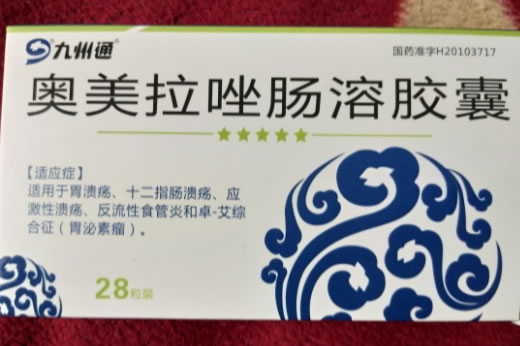 九州通
国药准字H20103717
奥美拉唑肠溶胶囊
【适应症】
适用于胃溃疡、十二指肠溃疡、应
激性溃疡、反流性食管炎和卓-艾综
合征（胃泌素瘤）。
28粒装